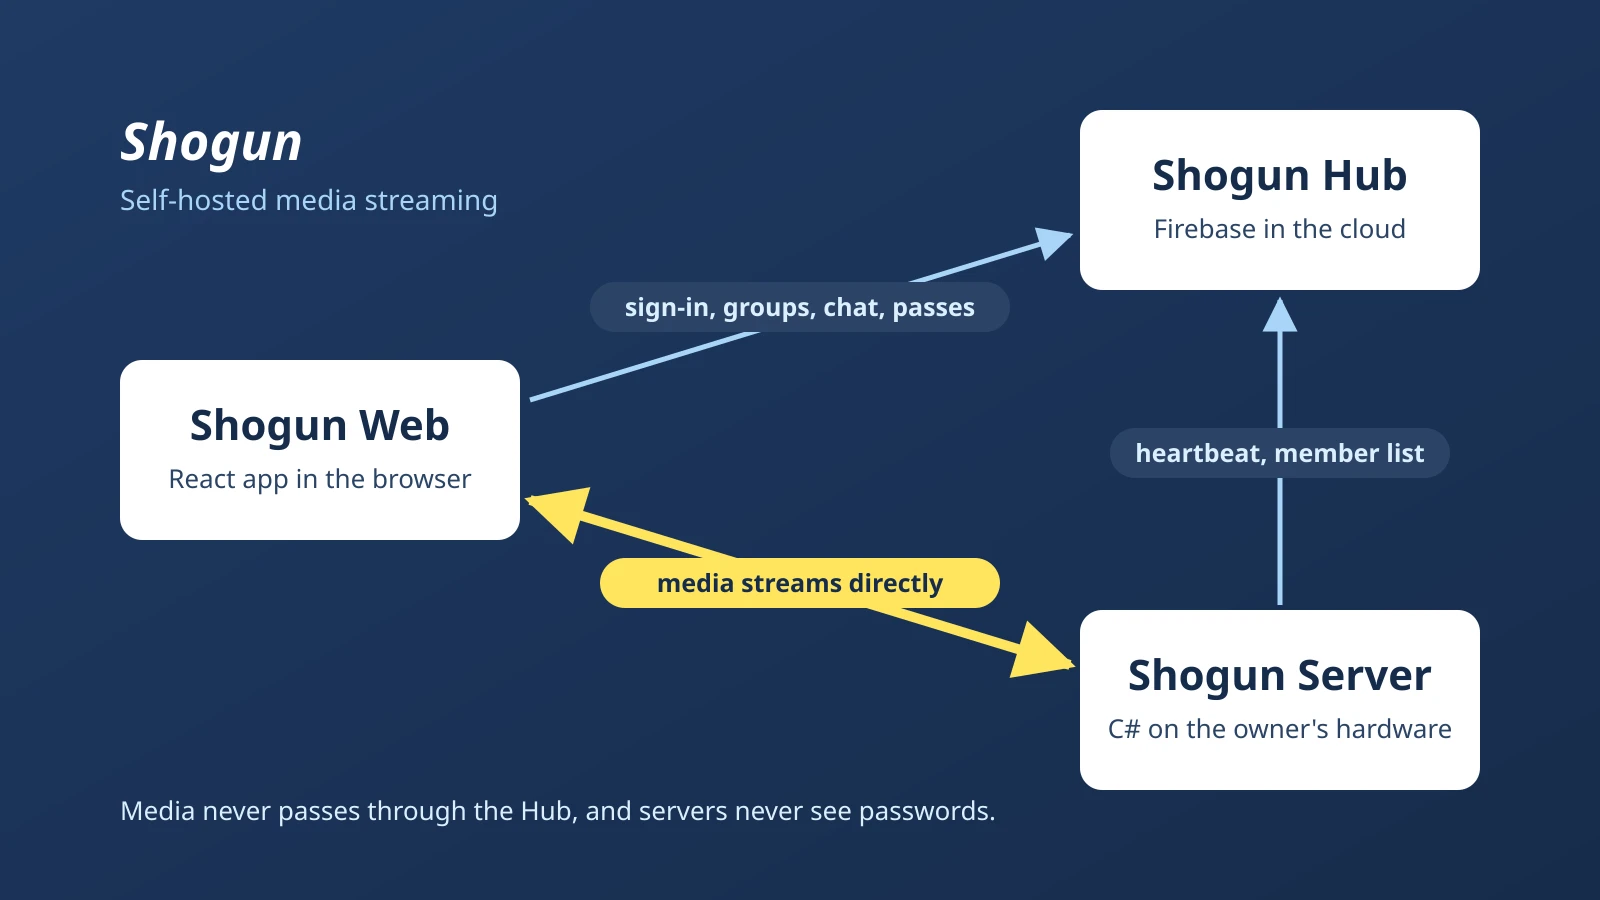 Shogun
Self-hosted media streaming
Shogun Hub
Firebase in the cloud
sign-in, groups, chat, passes
Shogun Web
React app in the browser
heartbeat, member list
media streams directly
Shogun Server
C# on the owner's hardware
Media never passes through the Hub, and servers never see passwords.